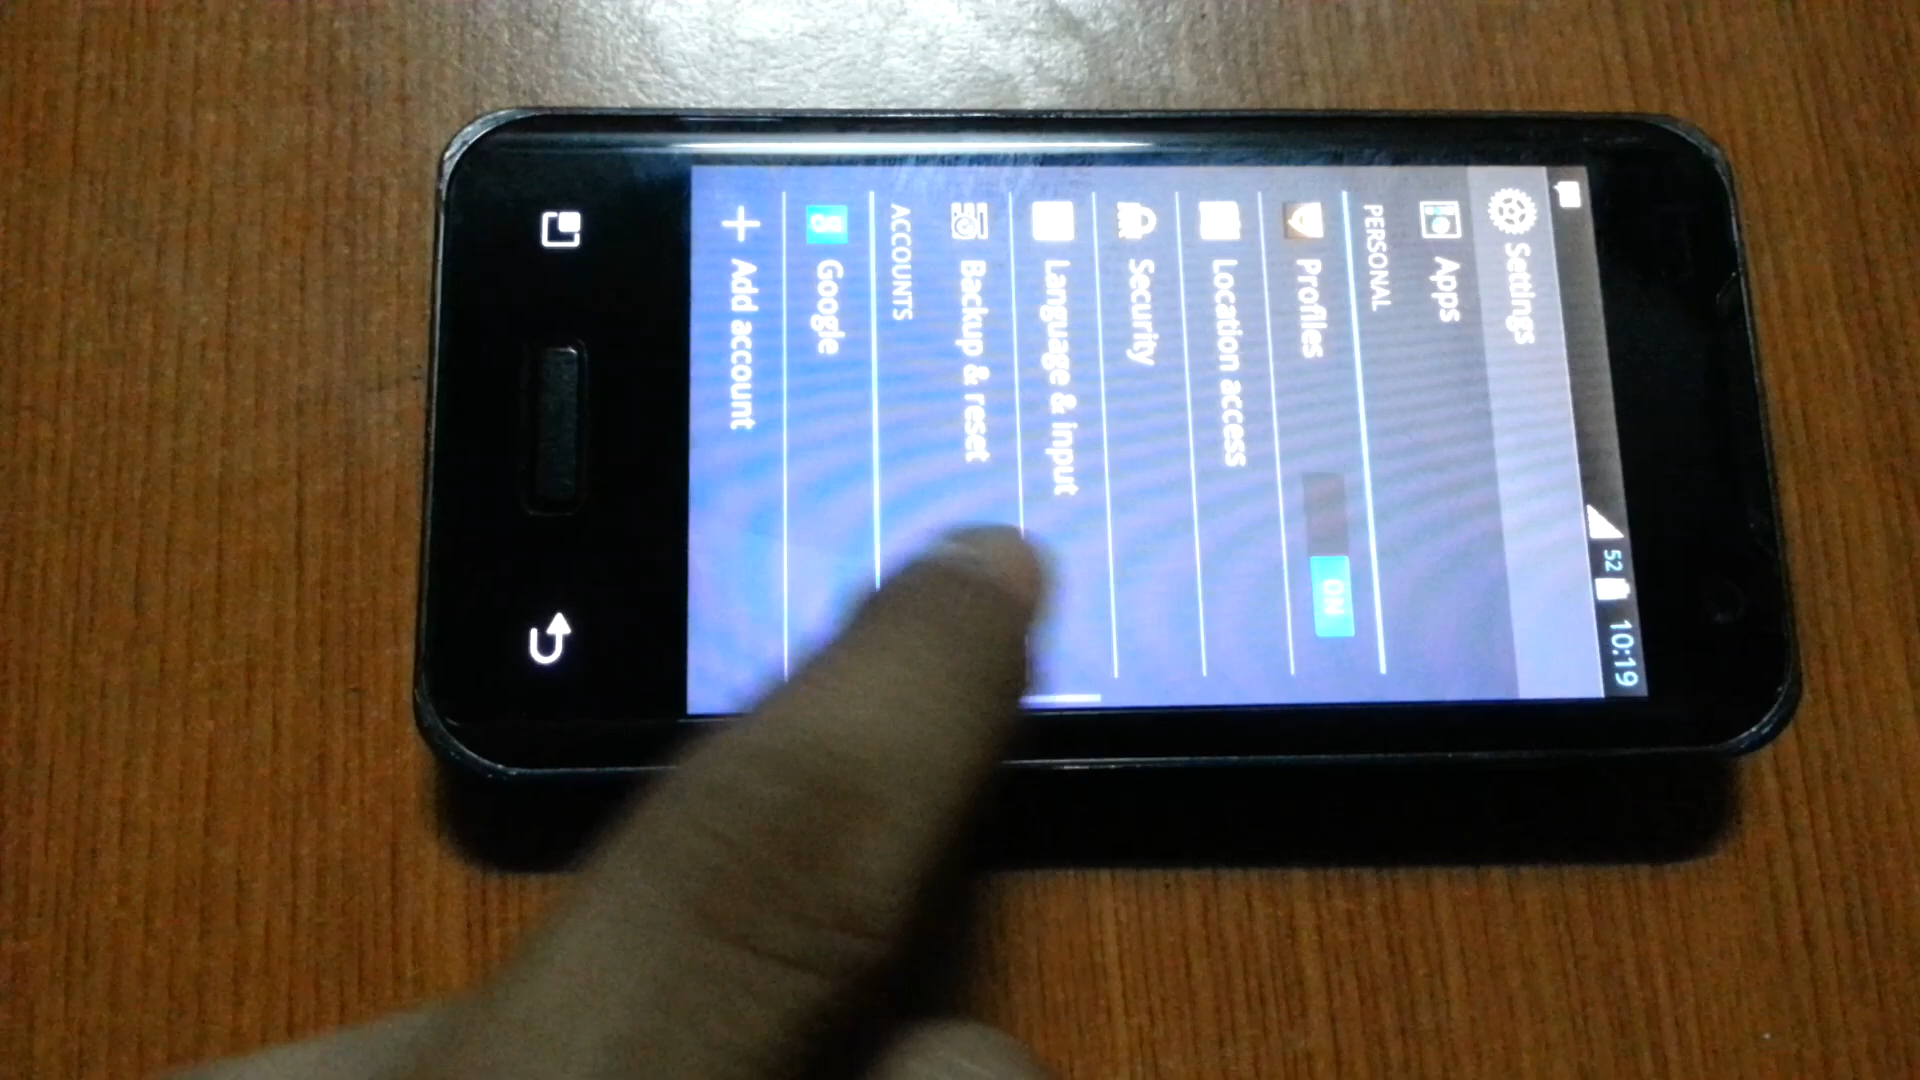 52 10:19
Settings
Apps
PERSONAL
Profiles ON
Location access
Security
Language & input
Backup & reset
ACCOUNTS
8 Google
Add account